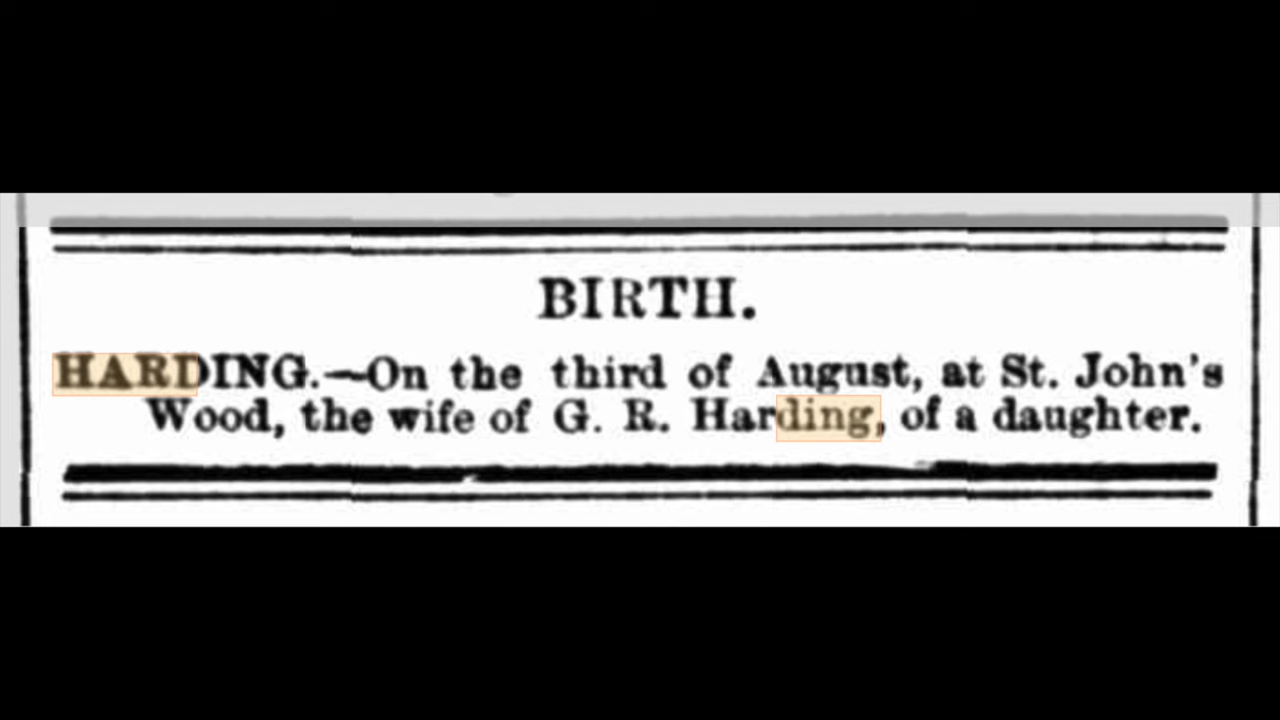 BIRTH.
HARDING.—On the third of August, at St. John's
Wood, the wife of G. R. Harding, of a daughter.